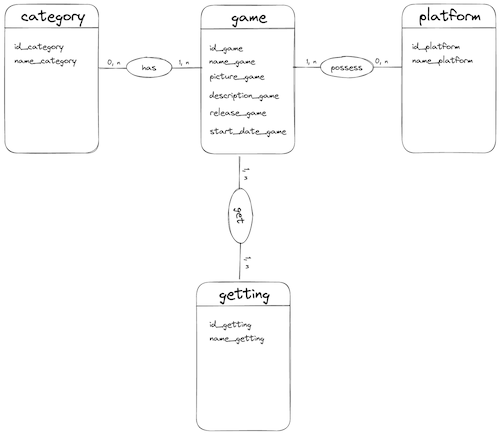 category
id_category
name_category
0, n
has
1, n
game
id_game
name_game
picture_game
description_game
release_game
start_date_game
1, n
possess
0, n
platform
id_platform
name_platform
1, n
get
1, n
getting
id_getting
name_getting